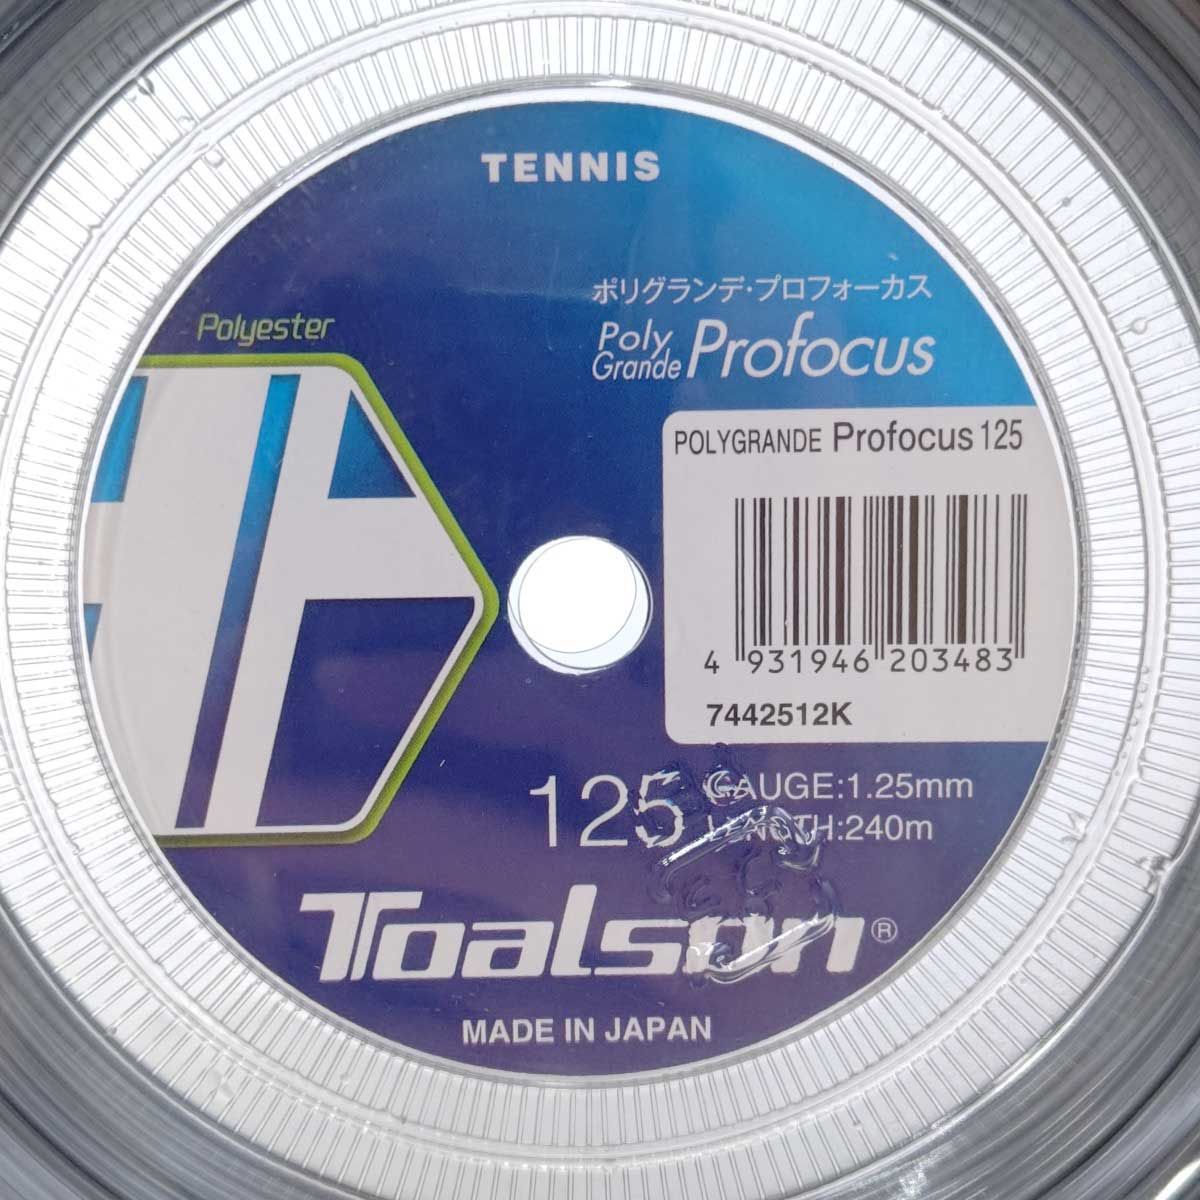 TENNIS
ポリグランデ・プロフォーカス
Poly Grande Profocus
Polyester
POLYGRANDE Profocus 125
4 931946 203483
7442512K
125
GAUGE:1.25mm
LENGTH:240m
Toalson®
MADE IN JAPAN